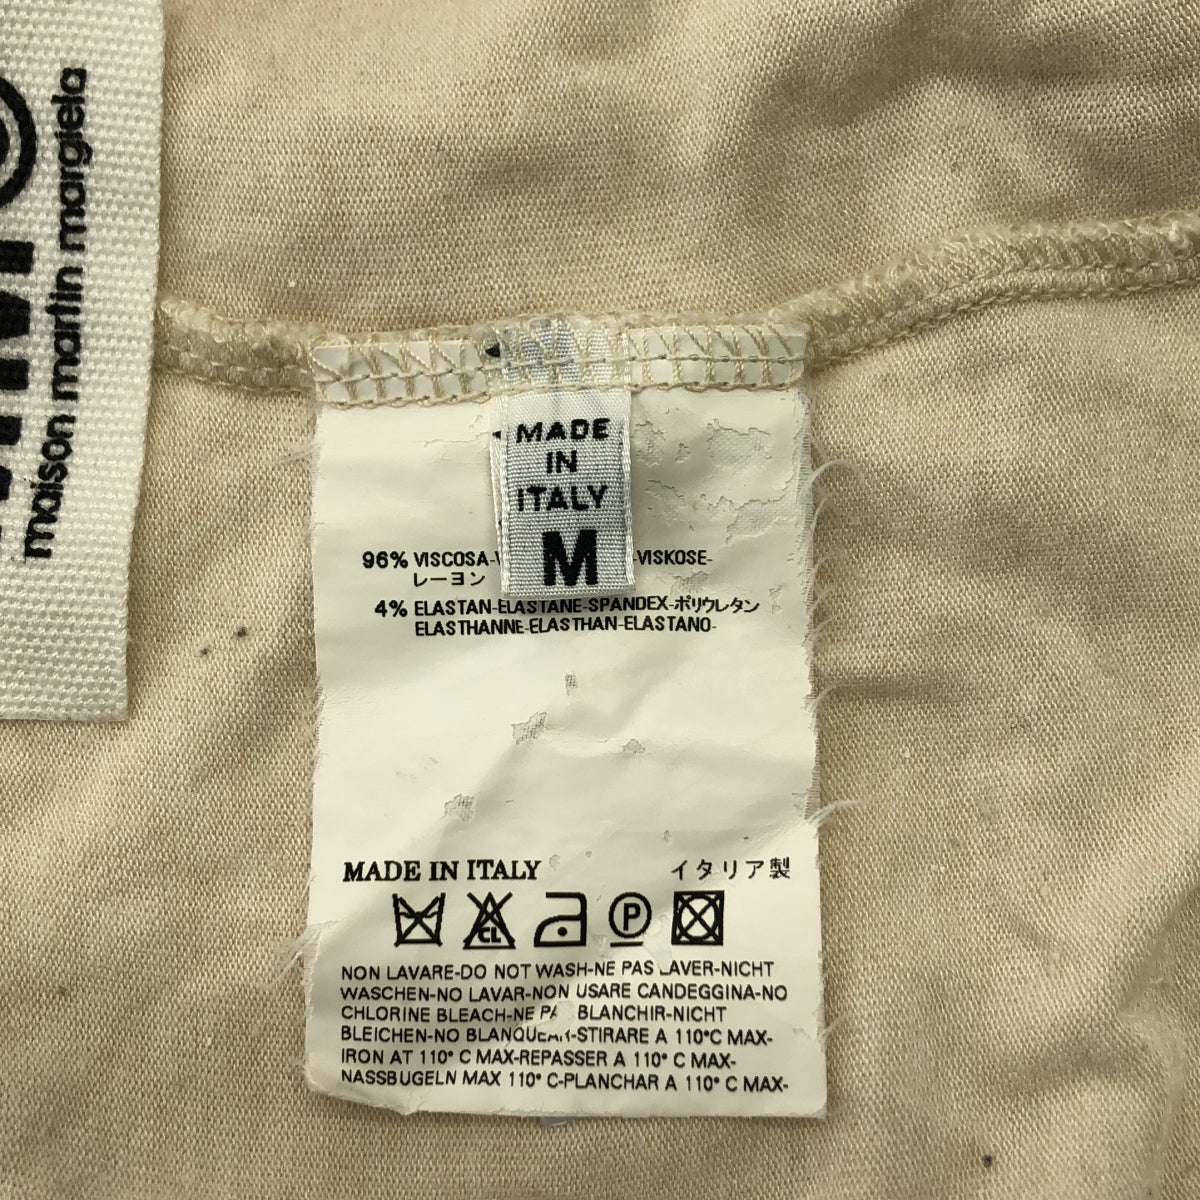 maison martin margiela
MADE
IN
ITALY
M
96% VISCOSA- -VISKOSE-
レーヨン
4% ELASTAN-ELASTANE-SPANDEX-ポリウレタン
ELASTHANNE-ELASTHAN-ELASTANO-
MADE IN ITALY イタリア製
CL P
NON LAVARE-DO NOT WASH-NE PAS LAVER-NICHT
WASCHEN-NO LAVAR-NON USARE CANDEGGINA-NO
CHLORINE BLEACH-NE PA BLANCHIR-NICHT
BLEICHEN-NO BLANQUEAR-STIRARE A 110°C MAX-
IRON AT 110° C MAX-REPASSER A 110° C MAX-
NASSBUGELN MAX 110° C-PLANCHAR A 110° C MAX-